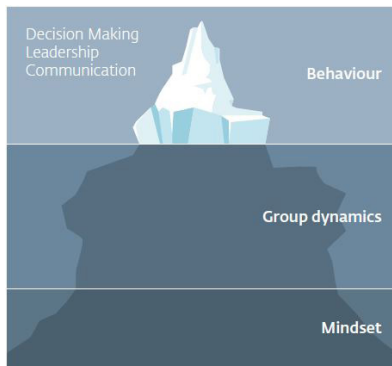 Decision Making
Leadership
Communication
Behaviour
Group dynamics
Mindset